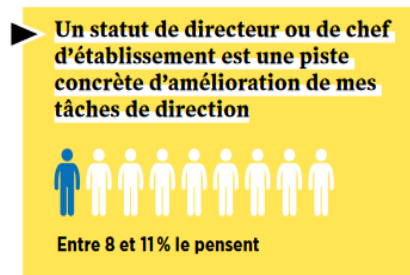 Un statut de directeur ou de chef
d’établissement est une piste
concrète d’amélioration de mes
tâches de direction
Entre 8 et 11 % le pensent